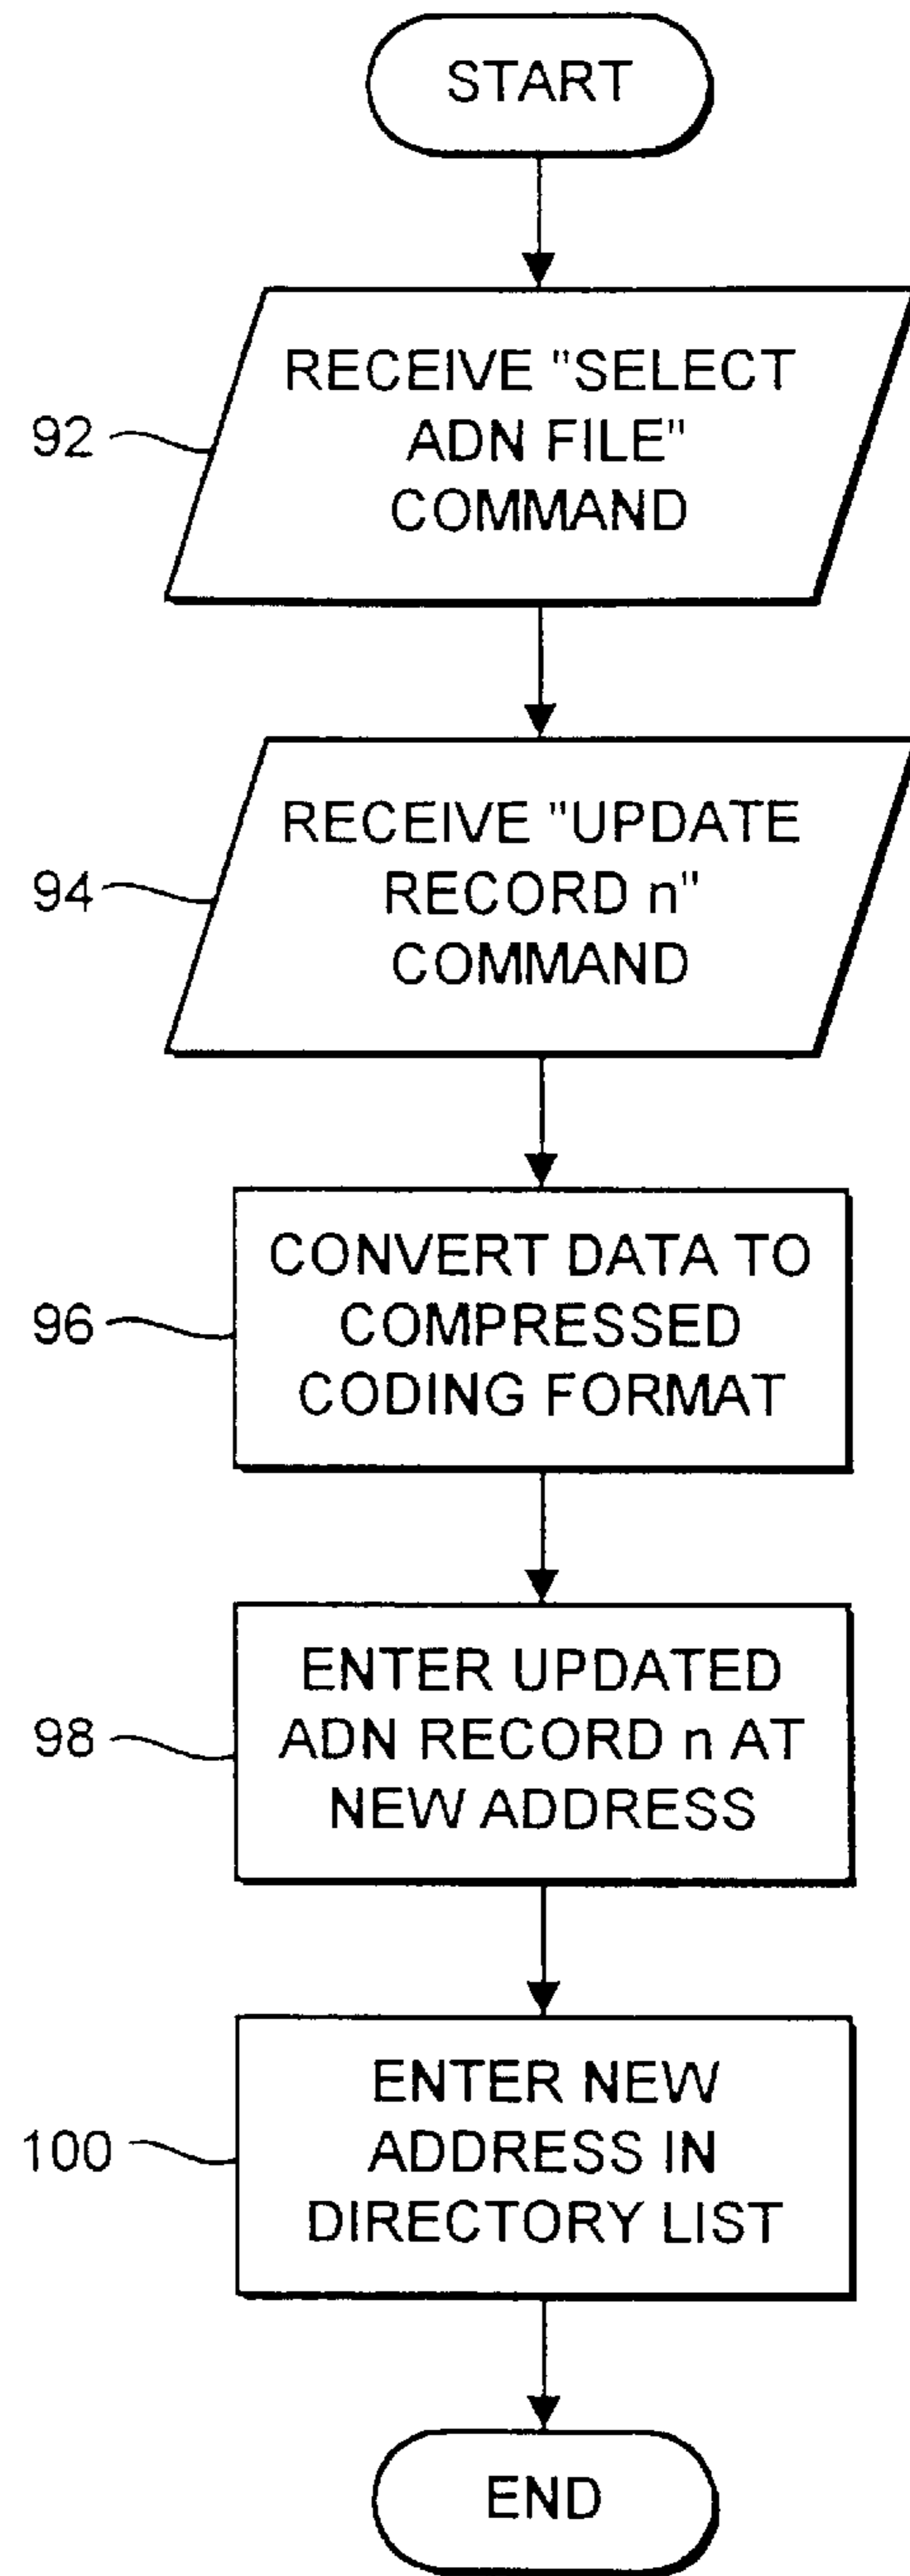 START
92
RECEIVE "SELECT
ADN FILE"
COMMAND
94
RECEIVE "UPDATE
RECORD n"
COMMAND
96
CONVERT DATA TO
COMPRESSED
CODING FORMAT
98
ENTER UPDATED
ADN RECORD n AT
NEW ADDRESS
100
ENTER NEW
ADDRESS IN
DIRECTORY LIST
END